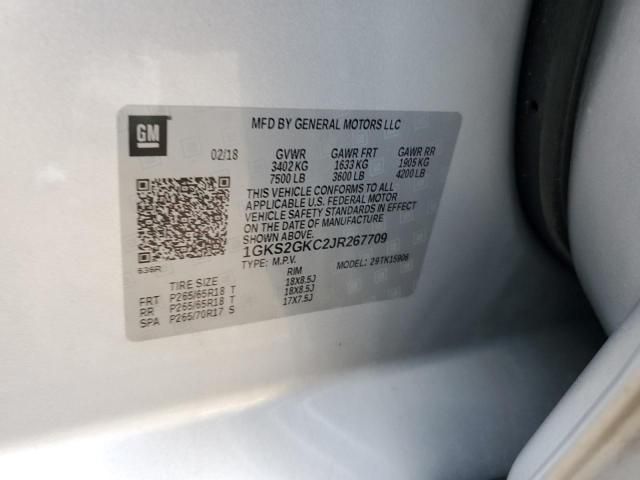 GM
MFD BY GENERAL MOTORS LLC
02/18 GVWR GAWR FRT GAWR RR
3402 KG 1633 KG 1905 KG
7500 LB 3600 LB 4200 LB
THIS VEHICLE CONFORMS TO ALL
APPLICABLE U.S. FEDERAL MOTOR
VEHICLE SAFETY STANDARDS IN EFFECT
ON THE DATE OF MANUFACTURE
SHOWN ABOVE.
1GKS2GKC2JR267709
TYPE: M.P.V. MODEL: 29TK15906
636R
TIRE SIZE RIM
FRT P265/65R18 T 18X8.5J
RR P265/65R18 T 18X8.5J
SPA P265/70R17 S 17X7.5J